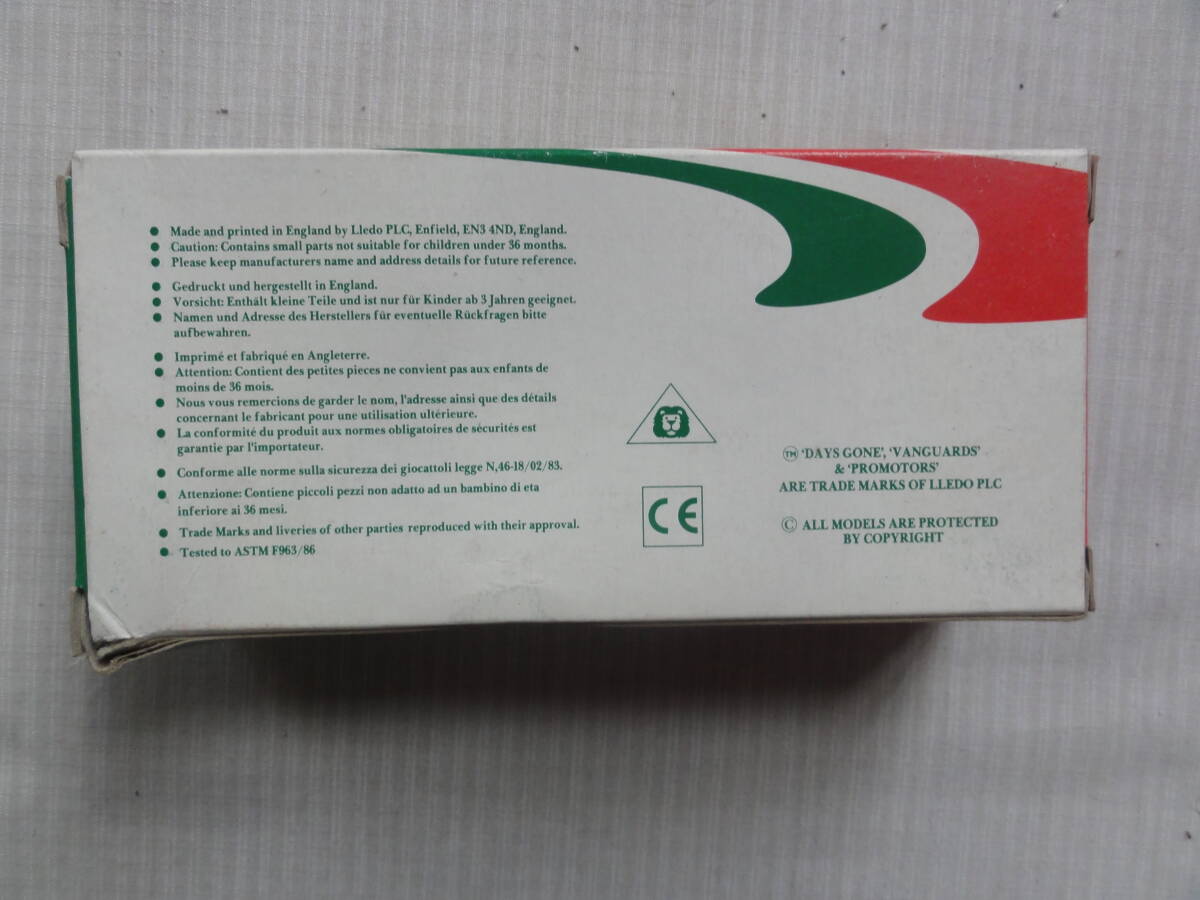 ● Made and printed in England by Lledo PLC, Enfield, EN3 4ND, England.
● Caution: Contains small parts not suitable for children under 36 months.
● Please keep manufacturers name and address details for future reference.
● Gedruckt und hergestellt in England.
● Vorsicht: Enthält kleine Teile und ist nur für Kinder ab 3 Jahren geeignet.
● Namen und Adresse des Herstellers für eventuelle Rückfragen bitte
aufbewahren.
● Imprimé et fabriqué en Angleterre.
● Attention: Contient des petites pieces ne convient pas aux enfants de
moins de 36 mois.
● Nous vous remercions de garder le nom, l'adresse ainsi que des détails
concernant le fabricant pour une utilisation ultérieure.
● La conformité du produit aux normes obligatoires de sécurités est
garantie par l'importateur.
● Conforme alle norme sulla sicurezza dei giocattoli legge N,46-18/02/83.
● Attenzione: Contiene piccoli pezzi non adatto ad un bambino di eta
inferiore ai 36 mesi.
● Trade Marks and liveries of other parties reproduced with their approval.
● Tested to ASTM F963/86
CE
TM 'DAYS GONE', 'VANGUARDS'
& 'PROMOTORS'
ARE TRADE MARKS OF LLEDO PLC
© ALL MODELS ARE PROTECTED
BY COPYRIGHT